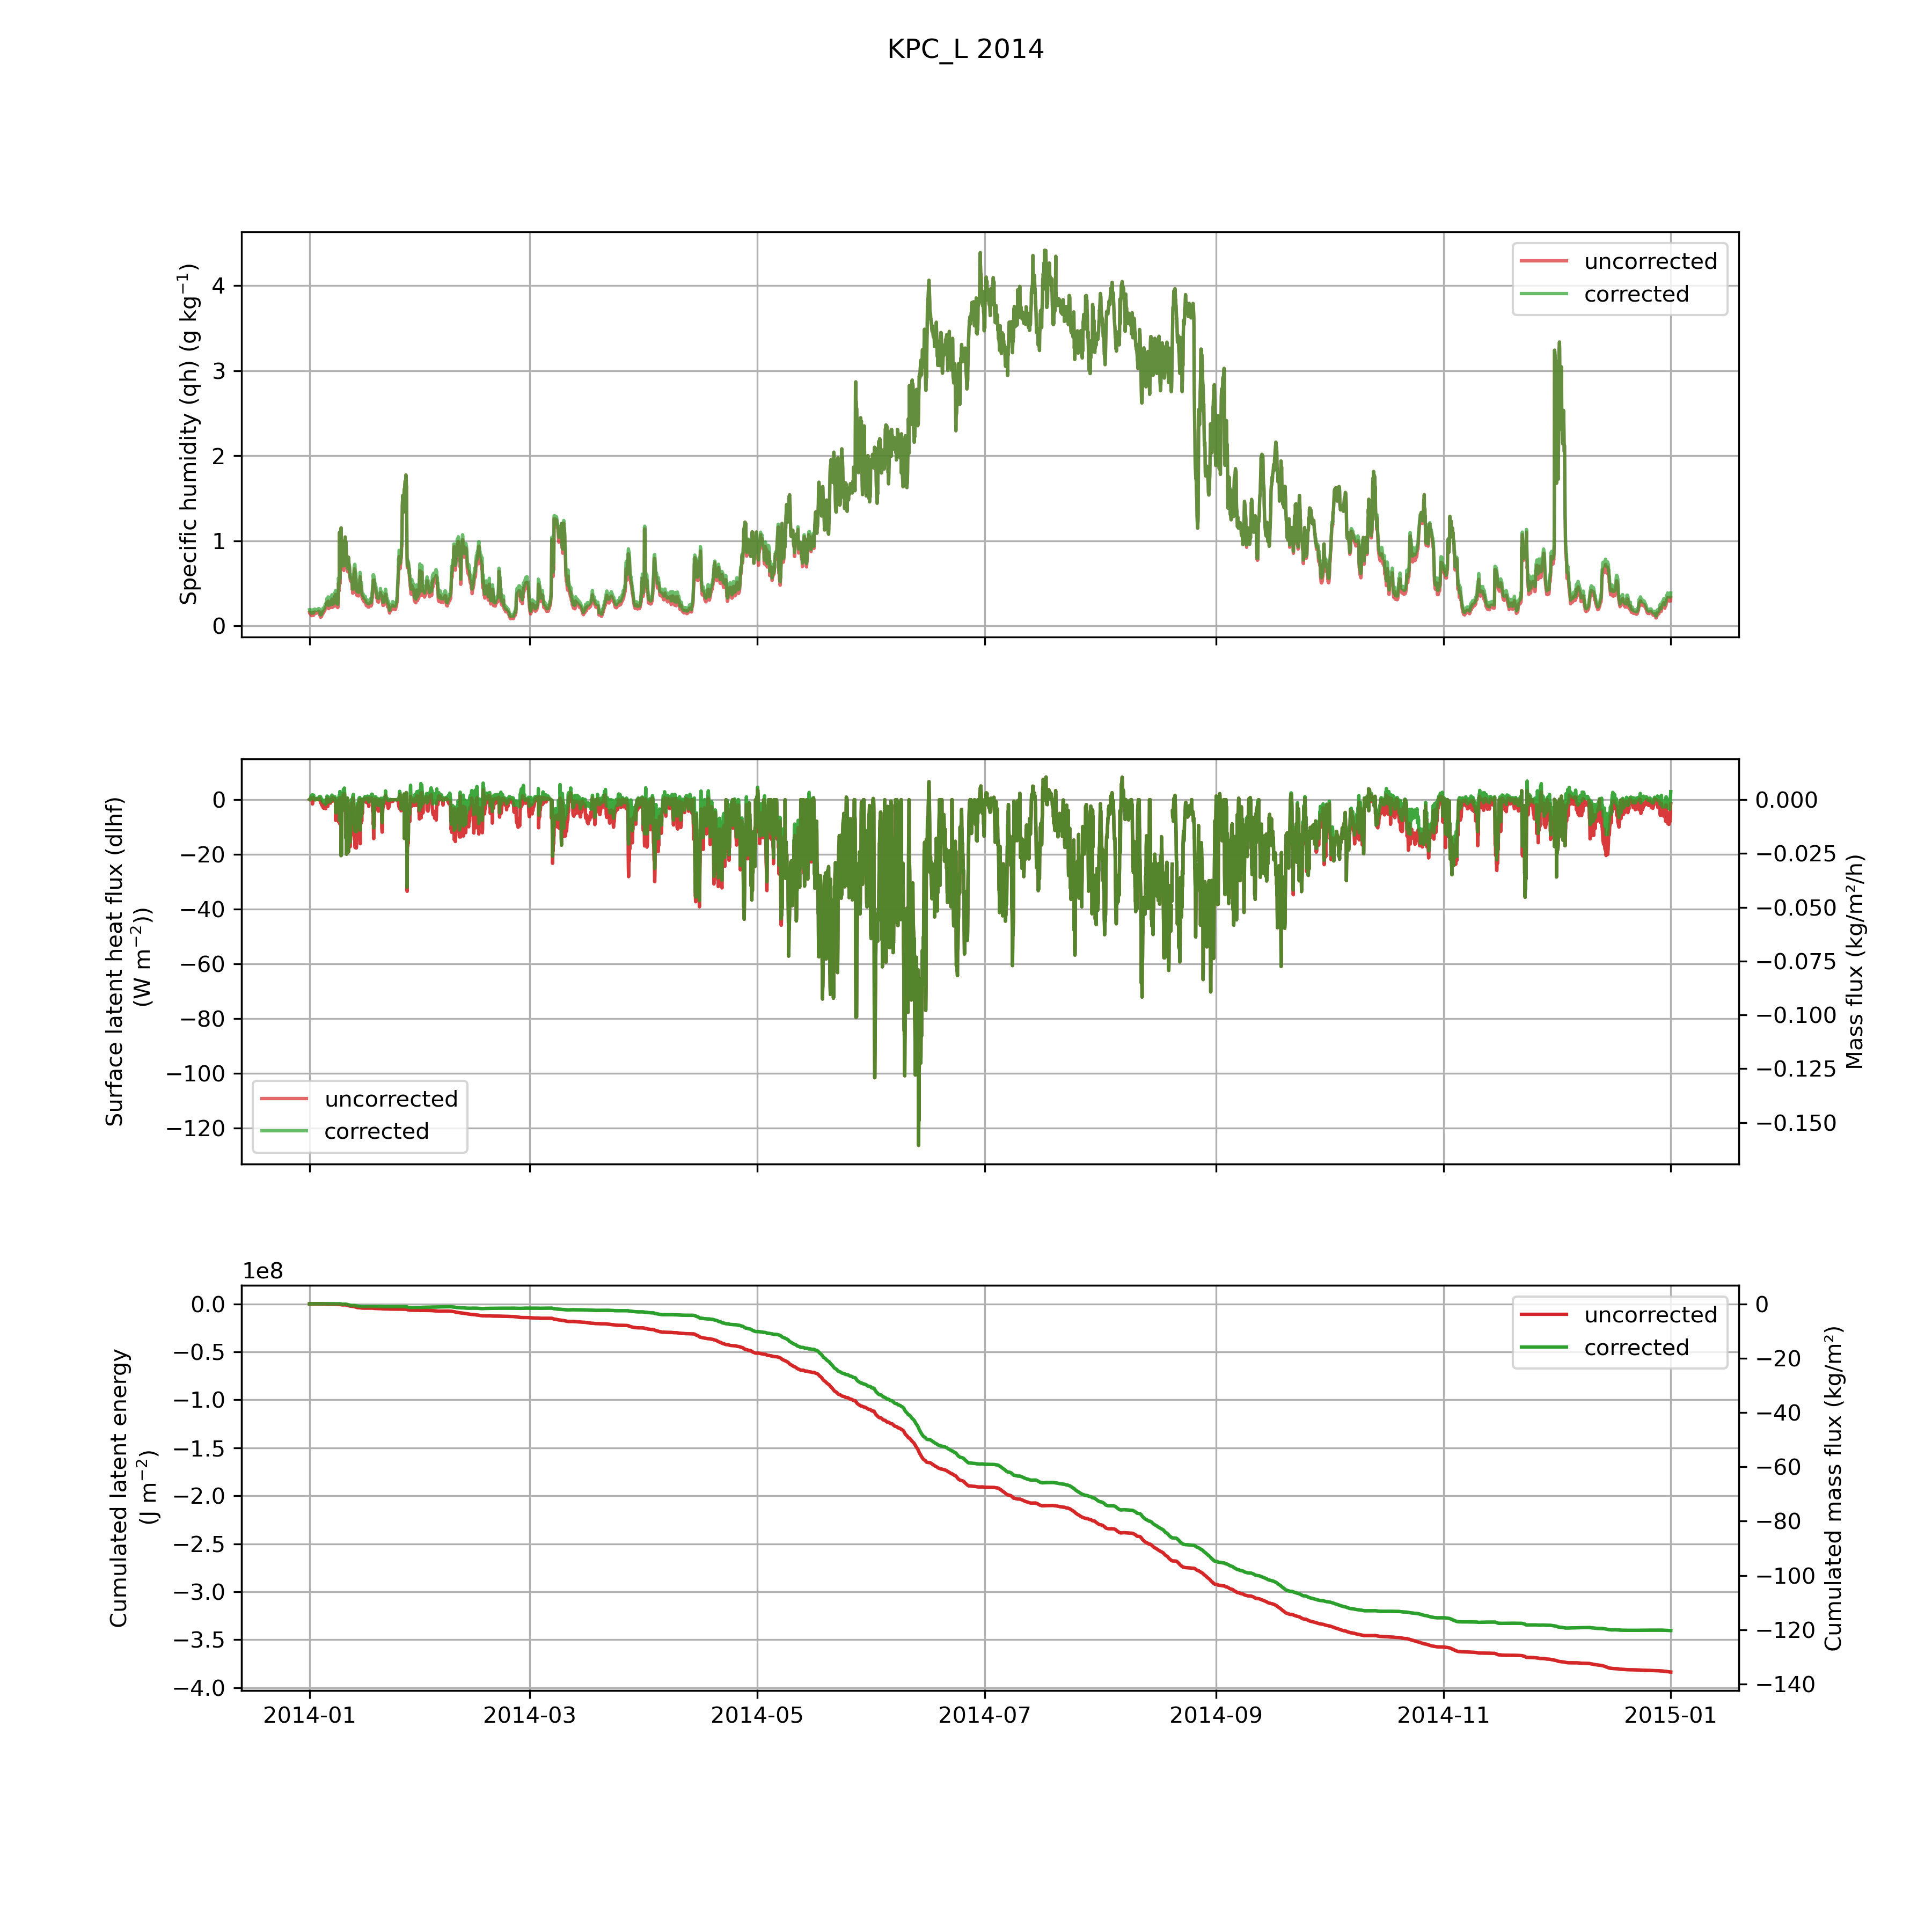 KPC_L 2014
Specific humidity (qh) (g kg⁻¹)
4
3
2
1
0
uncorrected
corrected
Surface latent heat flux (dlhf)
(W m⁻²))
0
−20
−40
−60
−80
−100
−120
uncorrected
corrected
0.000
−0.025
−0.050
−0.075
−0.100
−0.125
−0.150
Mass flux (kg/m²/h)
1e8
Cumulated latent energy
(J m⁻²)
0.0
−0.5
−1.0
−1.5
−2.0
−2.5
−3.0
−3.5
−4.0
uncorrected
corrected
0
−20
−40
−60
−80
−100
−120
−140
Cumulated mass flux (kg/m²)
2014-01
2014-03
2014-05
2014-07
2014-09
2014-11
2015-01